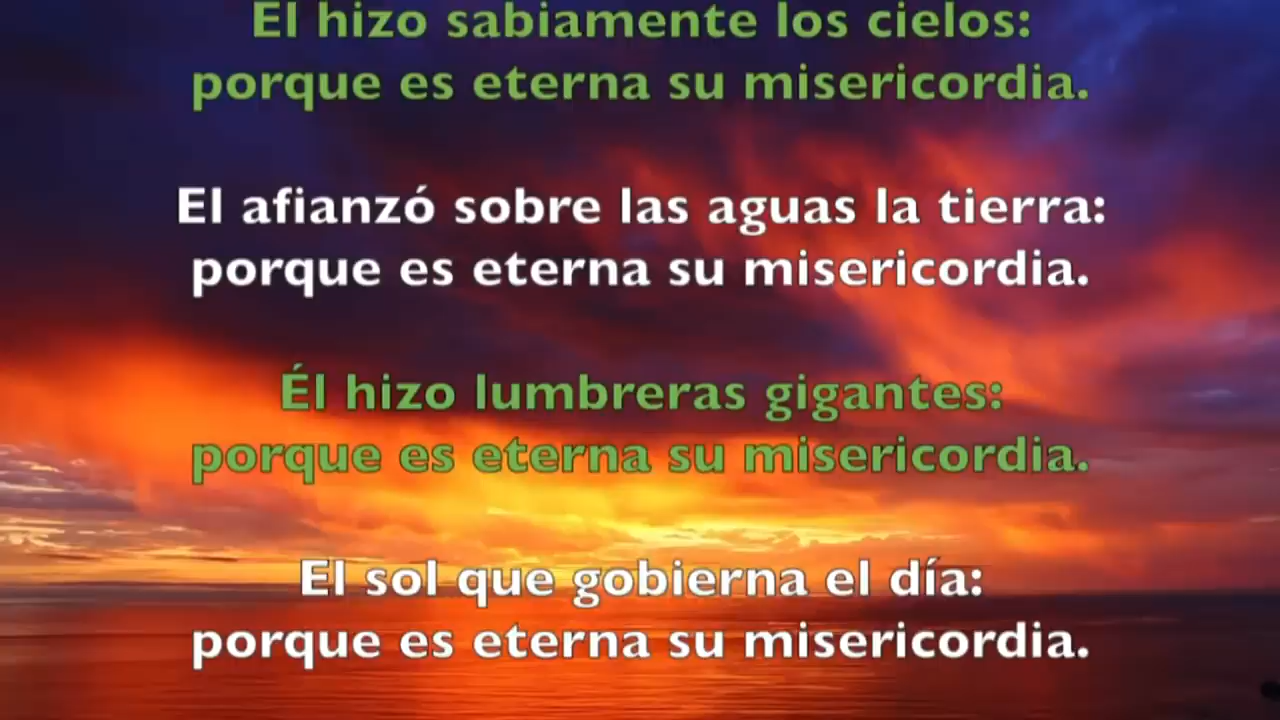 El hizo sabiamente los cielos:
porque es eterna su misericordia.
El afianzó sobre las aguas la tierra:
porque es eterna su misericordia.
Él hizo lumbreras gigantes:
porque es eterna su misericordia.
El sol que gobierna el día:
porque es eterna su misericordia.